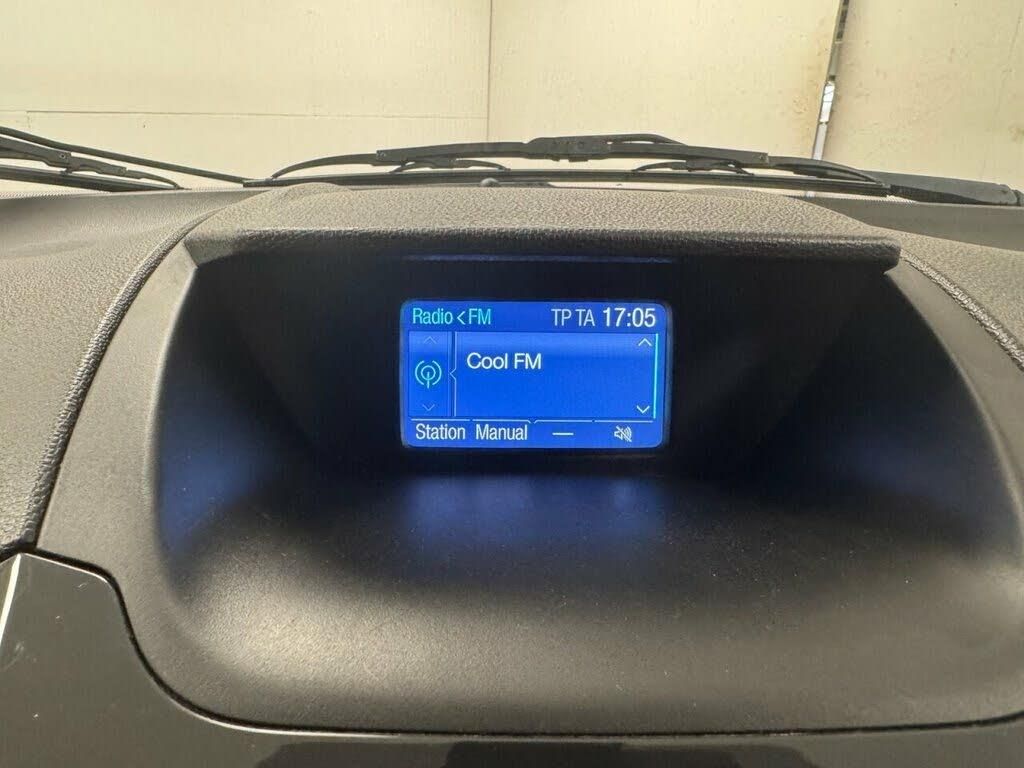 Radio < FM TP TA 17:05
Cool FM
Station Manual —